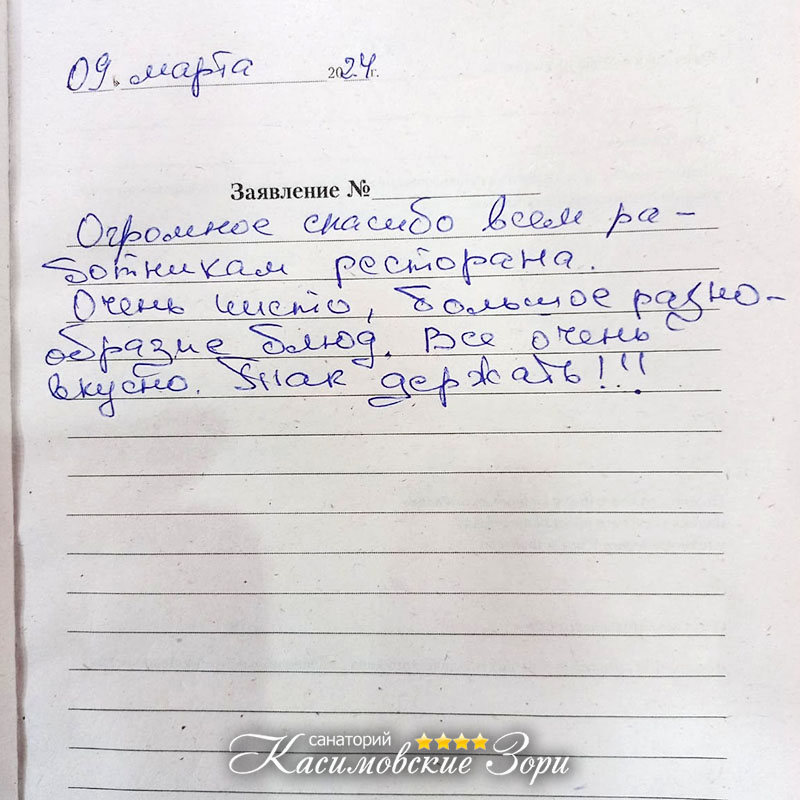 09. марта 2024г.
Заявление №
Огромное спасибо всем ра-
ботникам ресторана.
Очень чисто, большое разно-
образие блюд. Все очень
вкусно. Так держать!!!
санаторий
Касимовские Зори